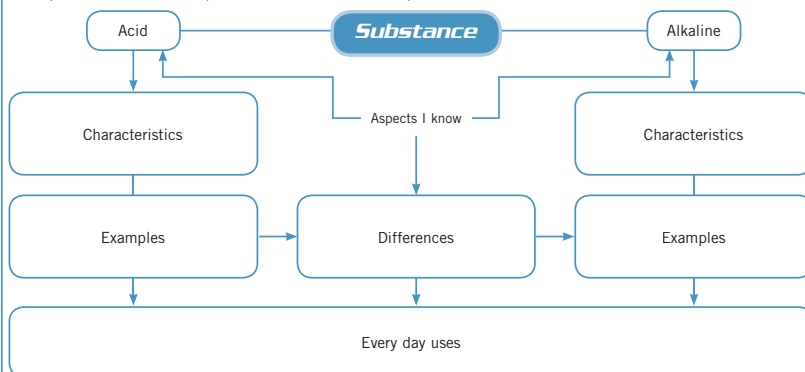 Acid
Substance
Alkaline
Aspects I know
Characteristics
Characteristics
Examples
Differences
Examples
Every day uses